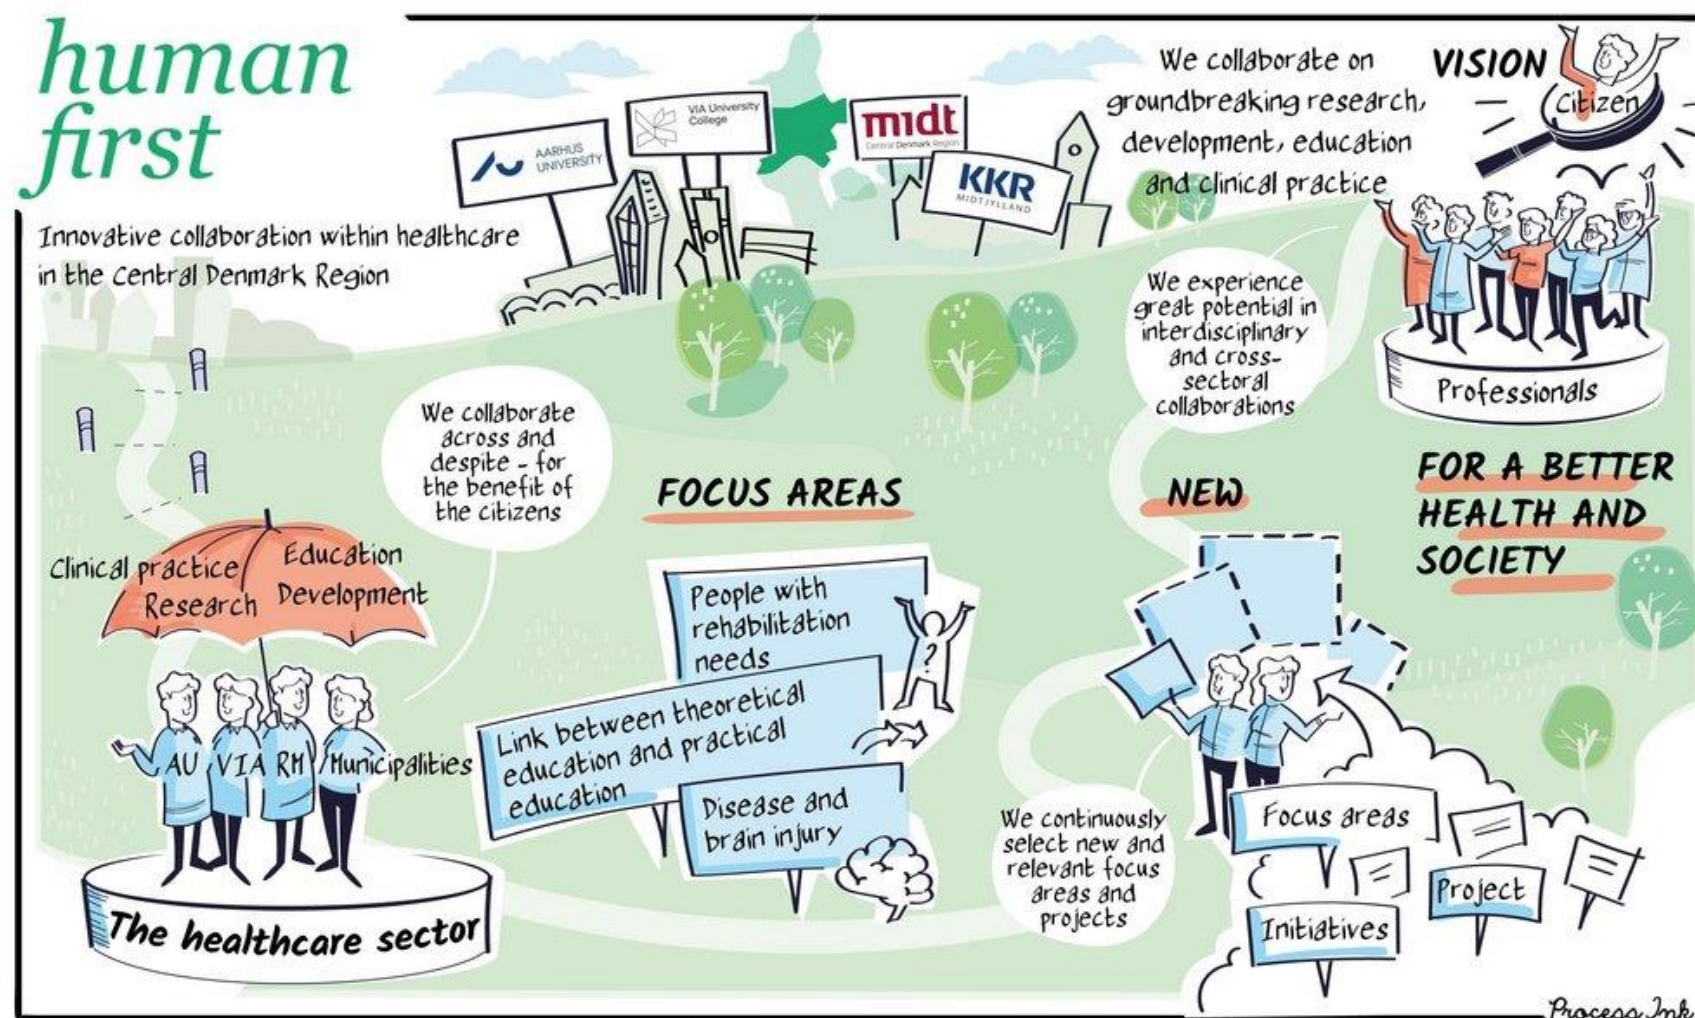 human
first
Innovative collaboration within healthcare
in the Central Denmark Region
AARHUS
UNIVERSITY
VIA University
College
midt
Central Denmark Region
KKR
MIDTJYLLAND
We collaborate on
groundbreaking research,
development, education
and clinical practice
VISION
Citizen
We experience
great potential in
interdisciplinary
and cross-
sectoral
collaborations
Professionals
FOR A BETTER
HEALTH AND
SOCIETY
We collaborate
across and
despite - for
the benefit of
the citizens
Clinical practice
Research
Education
Development
AU VIA RM Municipalities
The healthcare sector
FOCUS AREAS
People with
rehabilitation
needs
?
Link between theoretical
education and practical
education
Disease and
brain injury
NEW
We continuously
select new and
relevant focus
areas and
projects
Focus areas
Project
Initiatives
Process Ink